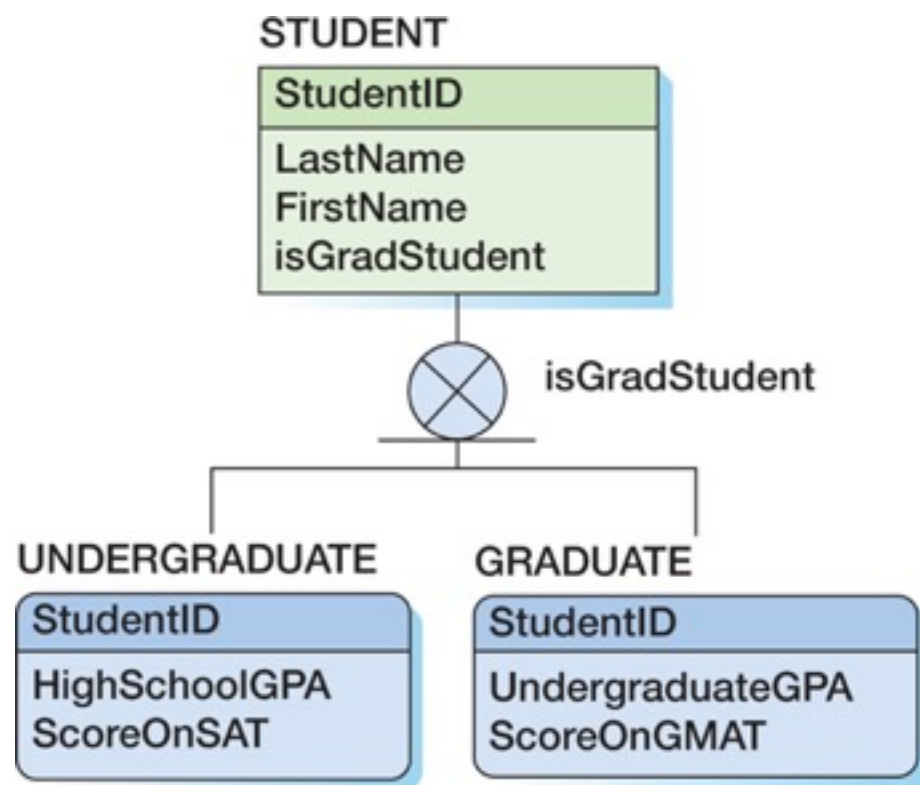 STUDENT
StudentID
LastName
FirstName
isGradStudent
isGradStudent
UNDERGRADUATE
StudentID
HighSchoolGPA
ScoreOnSAT
GRADUATE
StudentID
UndergraduateGPA
ScoreOnGMAT